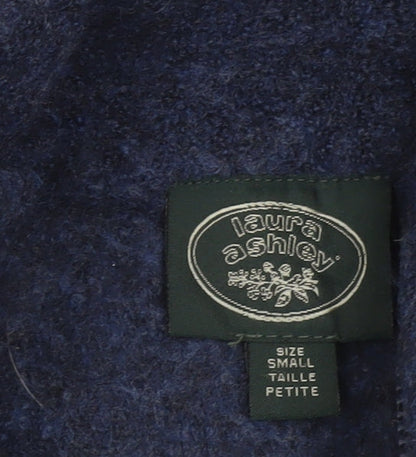 laura
ashley®
SIZE
SMALL
TAILLE
PETITE